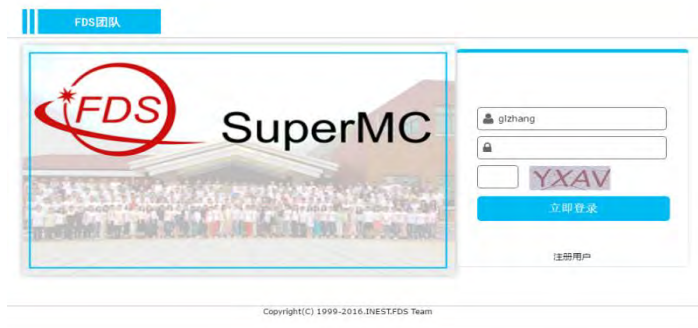 FDS团队
FDS
SuperMC
glzhang
YXAV
立即登录
注册用户
Copyright(C) 1999-2016.INEST.FDS Team